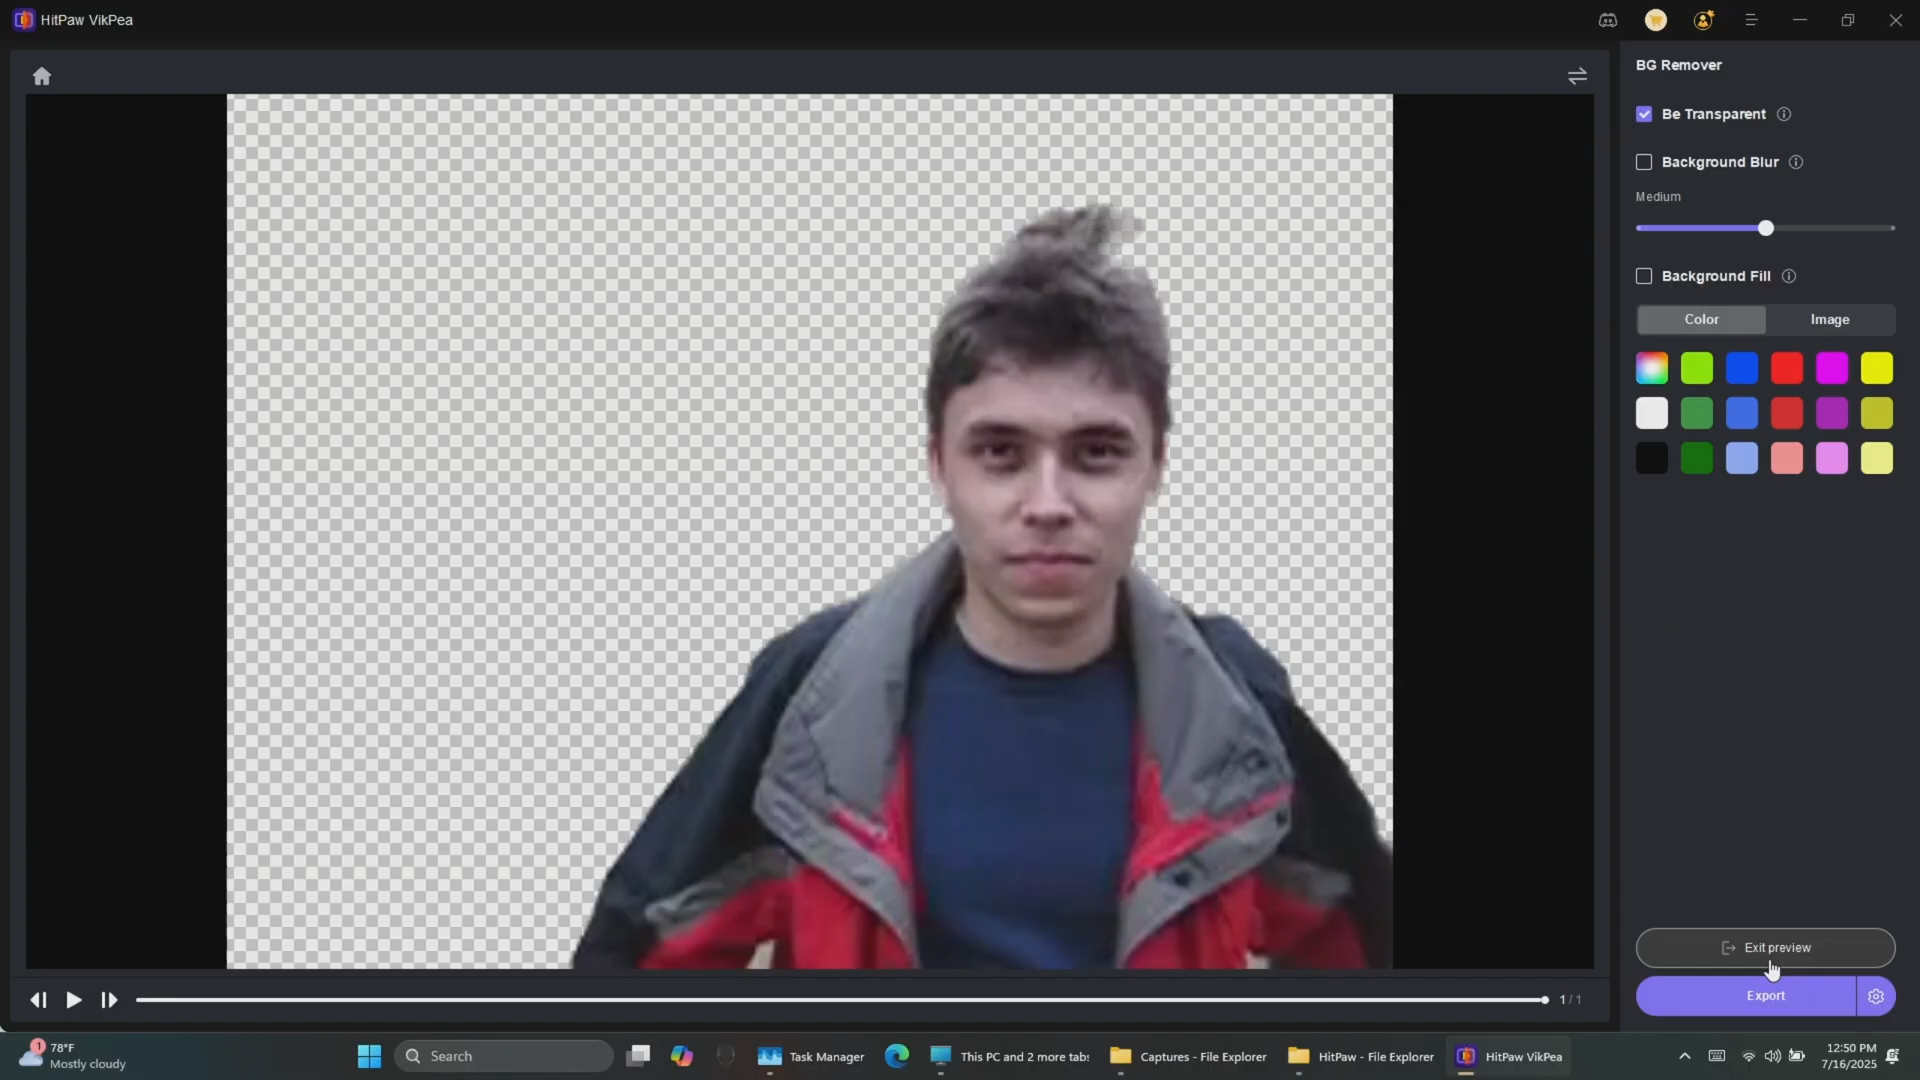 HitPaw VikPea
BG Remover
Be Transparent
Background Blur
Medium
Background Fill
Color
Image
Exit preview
Export
1 / 1
1
78°F
Mostly cloudy
Search
Task Manager
This PC and 2 more tabs
Captures - File Explorer
HitPaw - File Explorer
HitPaw VikPea
12:50 PM
7/16/2025